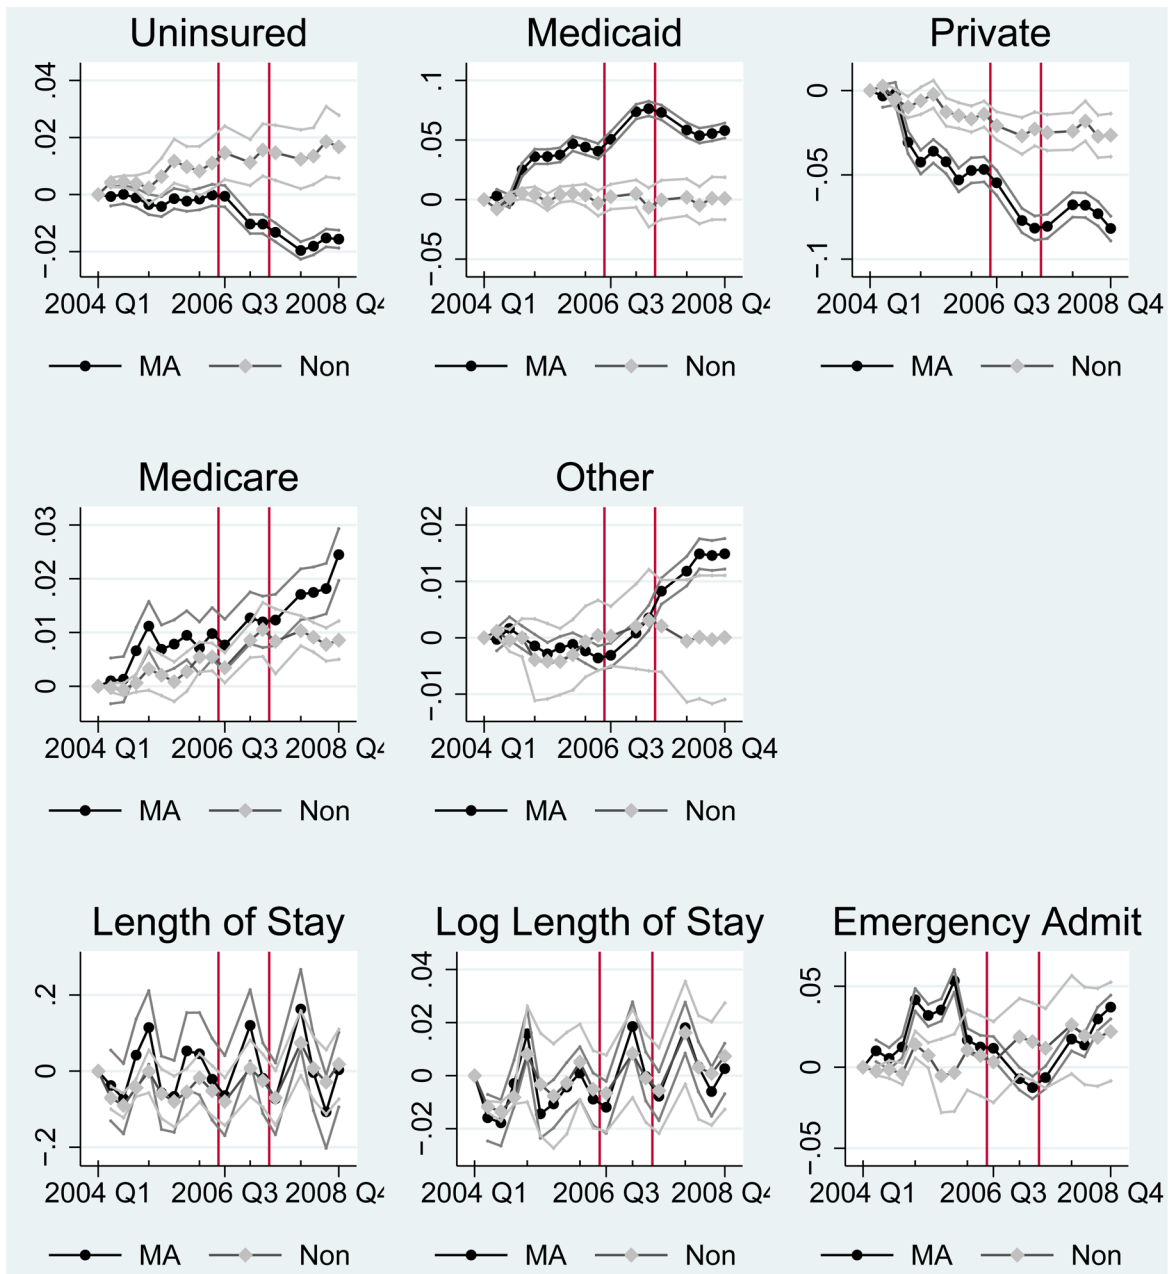 Uninsured Medicaid Private
.04
.02
0
-.02
2004 Q1 2006 Q3 2008 Q4
MA Non
.1
.05
0
-.05
2004 Q1 2006 Q3 2008 Q4
MA Non
0
-.05
-.1
2004 Q1 2006 Q3 2008 Q4
MA Non
Medicare Other
.03
.02
.01
0
2004 Q1 2006 Q3 2008 Q4
MA Non
.02
.01
0
-.01
2004 Q1 2006 Q3 2008 Q4
MA Non
Length of Stay Log Length of Stay Emergency Admit
.2
0
-.2
2004 Q1 2006 Q3 2008 Q4
MA Non
.04
.02
0
-.02
2004 Q1 2006 Q3 2008 Q4
MA Non
.05
0
-.05
2004 Q1 2006 Q3 2008 Q4
MA Non